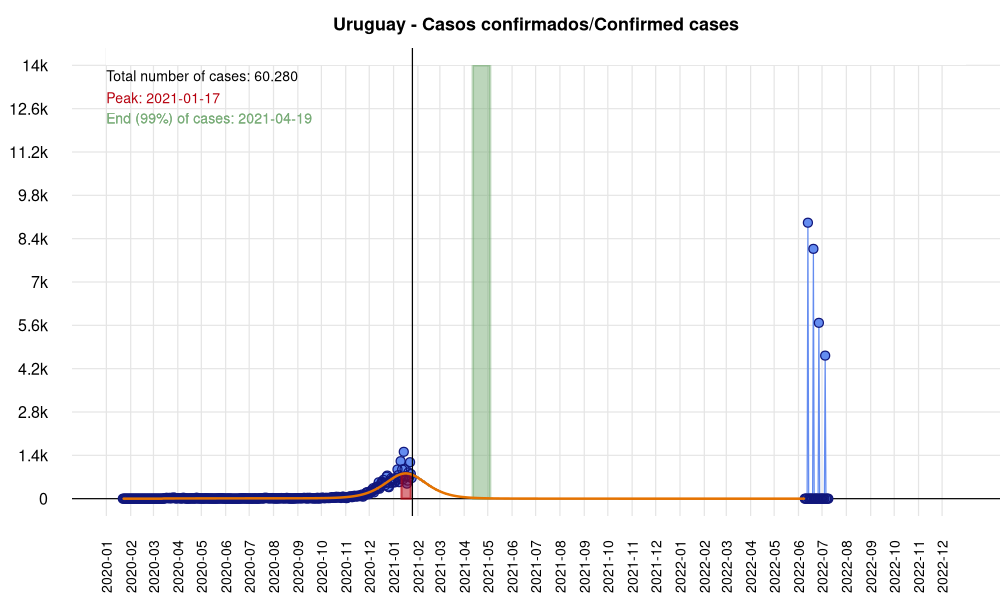 Uruguay - Casos confirmados/Confirmed cases
Total number of cases: 60.280
Peak: 2021-01-17
End (99%) of cases: 2021-04-19
14k
12.6k
11.2k
9.8k
8.4k
7k
5.6k
4.2k
2.8k
1.4k
0
2020-01
2020-02
2020-03
2020-04
2020-05
2020-06
2020-07
2020-08
2020-09
2020-10
2020-11
2020-12
2021-01
2021-02
2021-03
2021-04
2021-05
2021-06
2021-07
2021-08
2021-09
2021-10
2021-11
2021-12
2022-01
2022-02
2022-03
2022-04
2022-05
2022-06
2022-07
2022-08
2022-09
2022-10
2022-11
2022-12